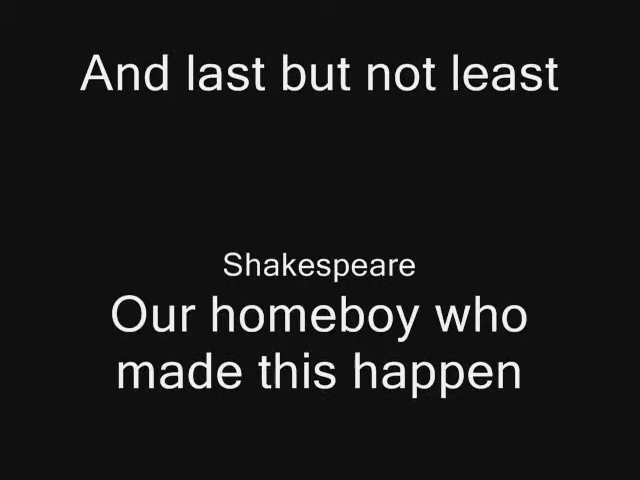 And last but not least
Shakespeare
Our homeboy who
made this happen